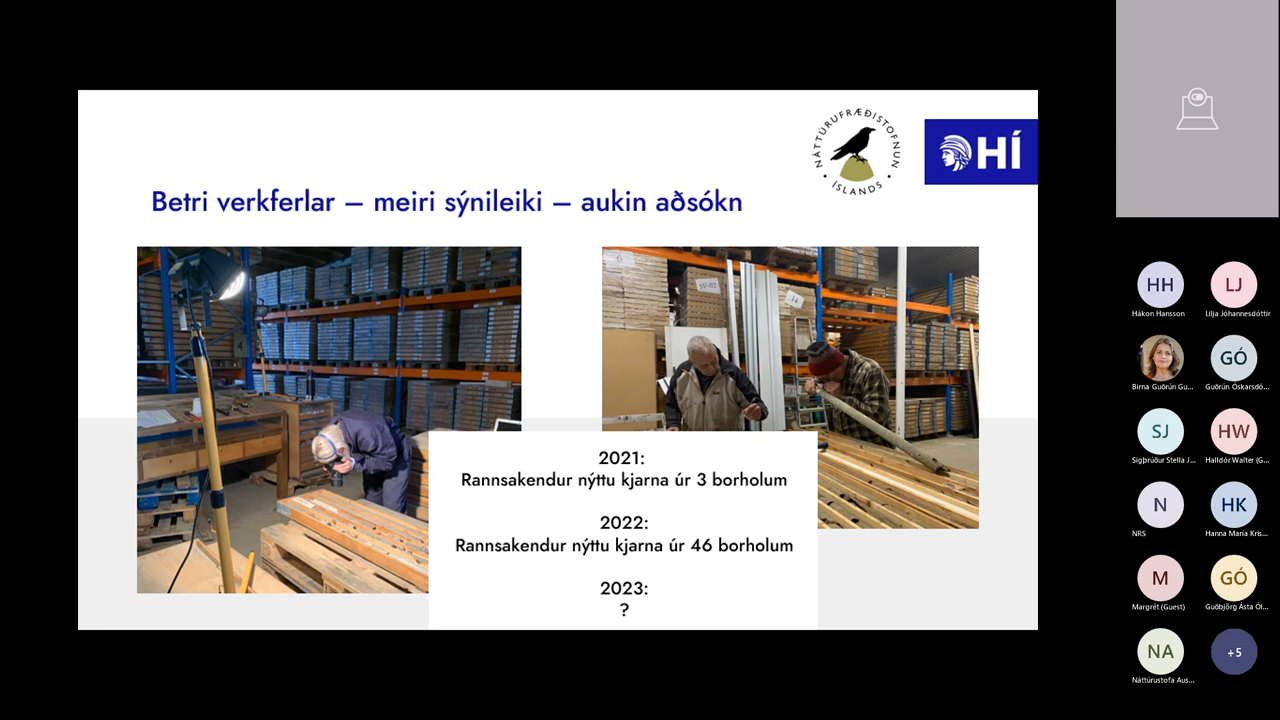 NÁTTÚRUFRÆÐISTOFNUN
ÍSLANDS
HÍ
Betri verkferlar – meiri sýnileiki – aukin aðsókn
2021:
Rannsakendur nýttu kjarna úr 3 borholum
2022:
Rannsakendur nýttu kjarna úr 46 borholum
2023:
?
6
14
4
HH
Hákon Hansson
LJ
Lilja Jóhannesdóttir
Birna Guðrún Gu...
GÓ
Guðrún Óskarsdó...
SJ
Sigþrúður Stella J...
HW
Halldór Walter (G...
N
NRS
HK
Hanna María Kris...
M
Margrét (Guest)
GÓ
Guðbjörg Ásta Ól...
NA
Náttúrustofa Aus...
+5